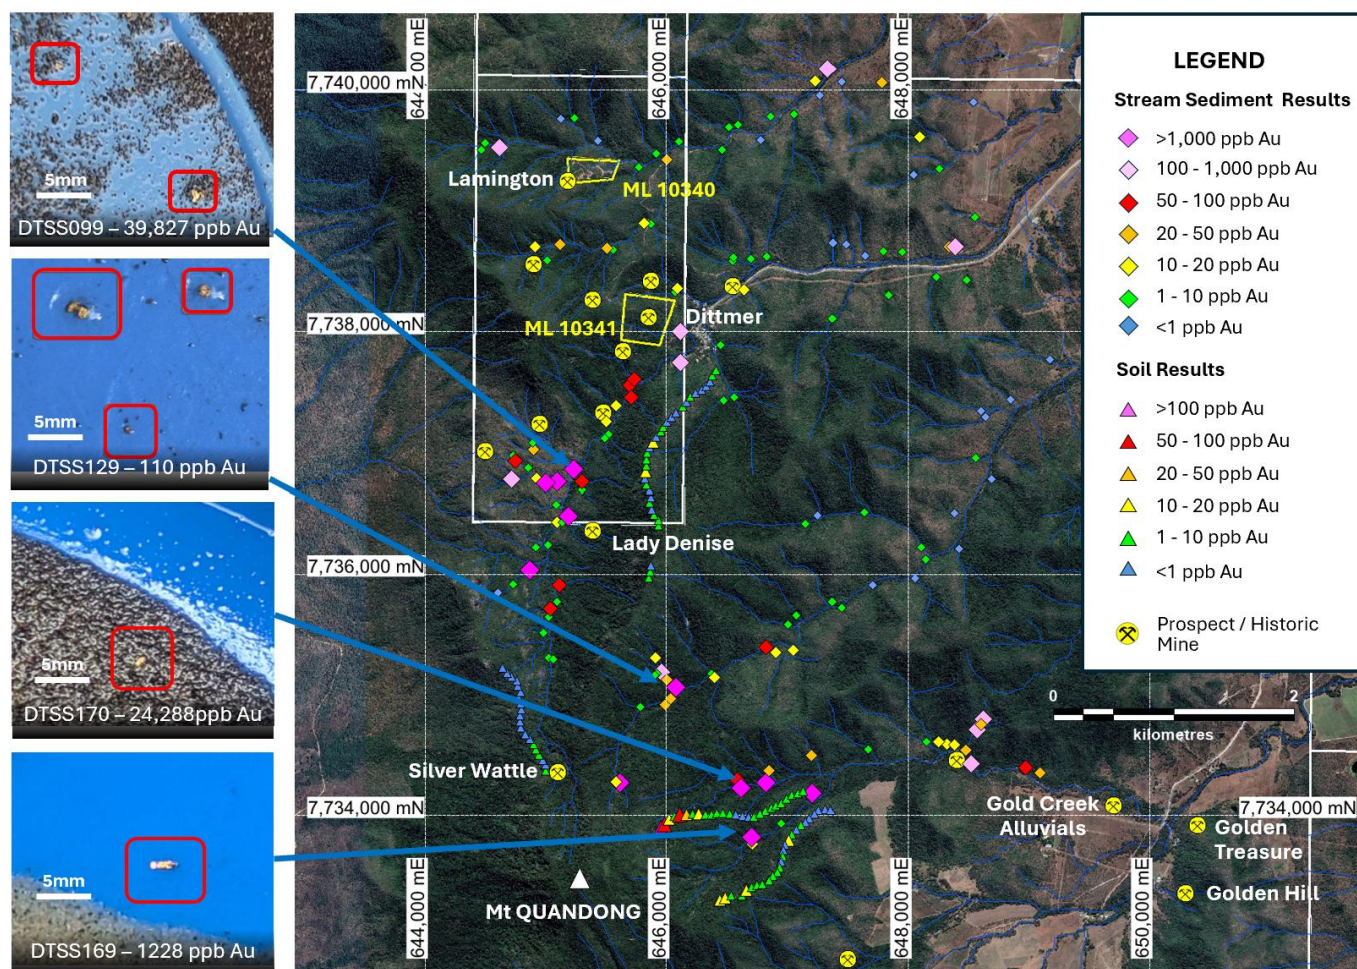 5mm
DTSS099 – 39,827 ppb Au
5mm
DTSS129 – 110 ppb Au
5mm
DTSS170 – 24,288ppb Au
5mm
DTSS169 – 1228 ppb Au
644,000 mE
646,000 mE
648,000 mE
7,740,000 mN
Lamington
ML 10340
7,738,000 mN
ML 10341
Dittmer
Lady Denise
7,736,000 mN
Silver Wattle
7,734,000 mN
7,734,000 mN
Gold Creek
Alluvials
Golden
Treasure
Golden Hill
Mt QUANDONG
644,000 mE
646,000 mE
648,000 mE
650,000 mE
0
2
kilometres
LEGEND
Stream Sediment Results
>1,000 ppb Au
100 - 1,000 ppb Au
50 - 100 ppb Au
20 - 50 ppb Au
10 - 20 ppb Au
1 - 10 ppb Au
<1 ppb Au
Soil Results
>100 ppb Au
50 - 100 ppb Au
20 - 50 ppb Au
10 - 20 ppb Au
1 - 10 ppb Au
<1 ppb Au
Prospect / Historic
Mine